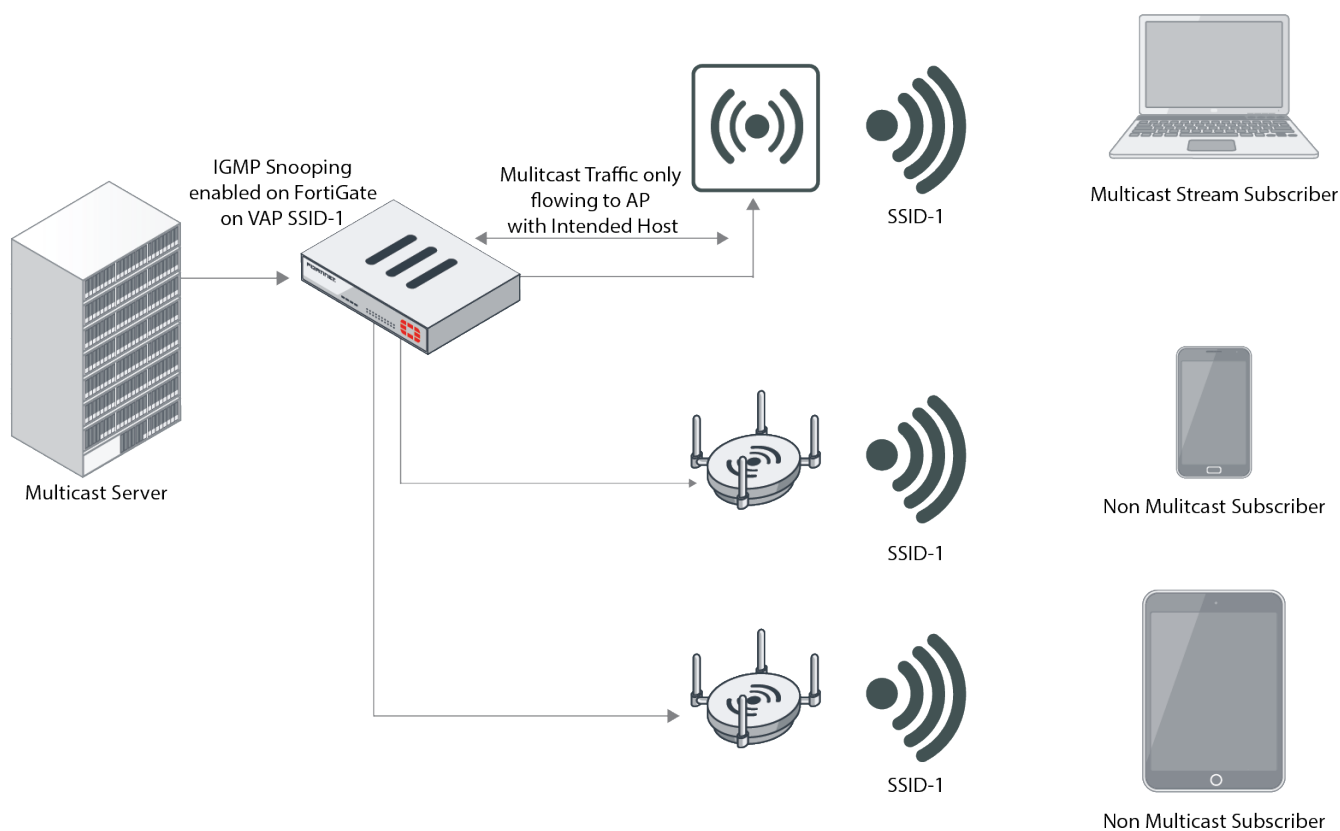 IGMP Snooping
enabled on FortiGate
on VAP SSID-1
Mulitcast Traffic only
flowing to AP
with Intended Host
SSID-1
Multicast Stream Subscriber
FORTINET
Multicast Server
SSID-1
Non Mulitcast Subscriber
SSID-1
Non Multicast Subscriber